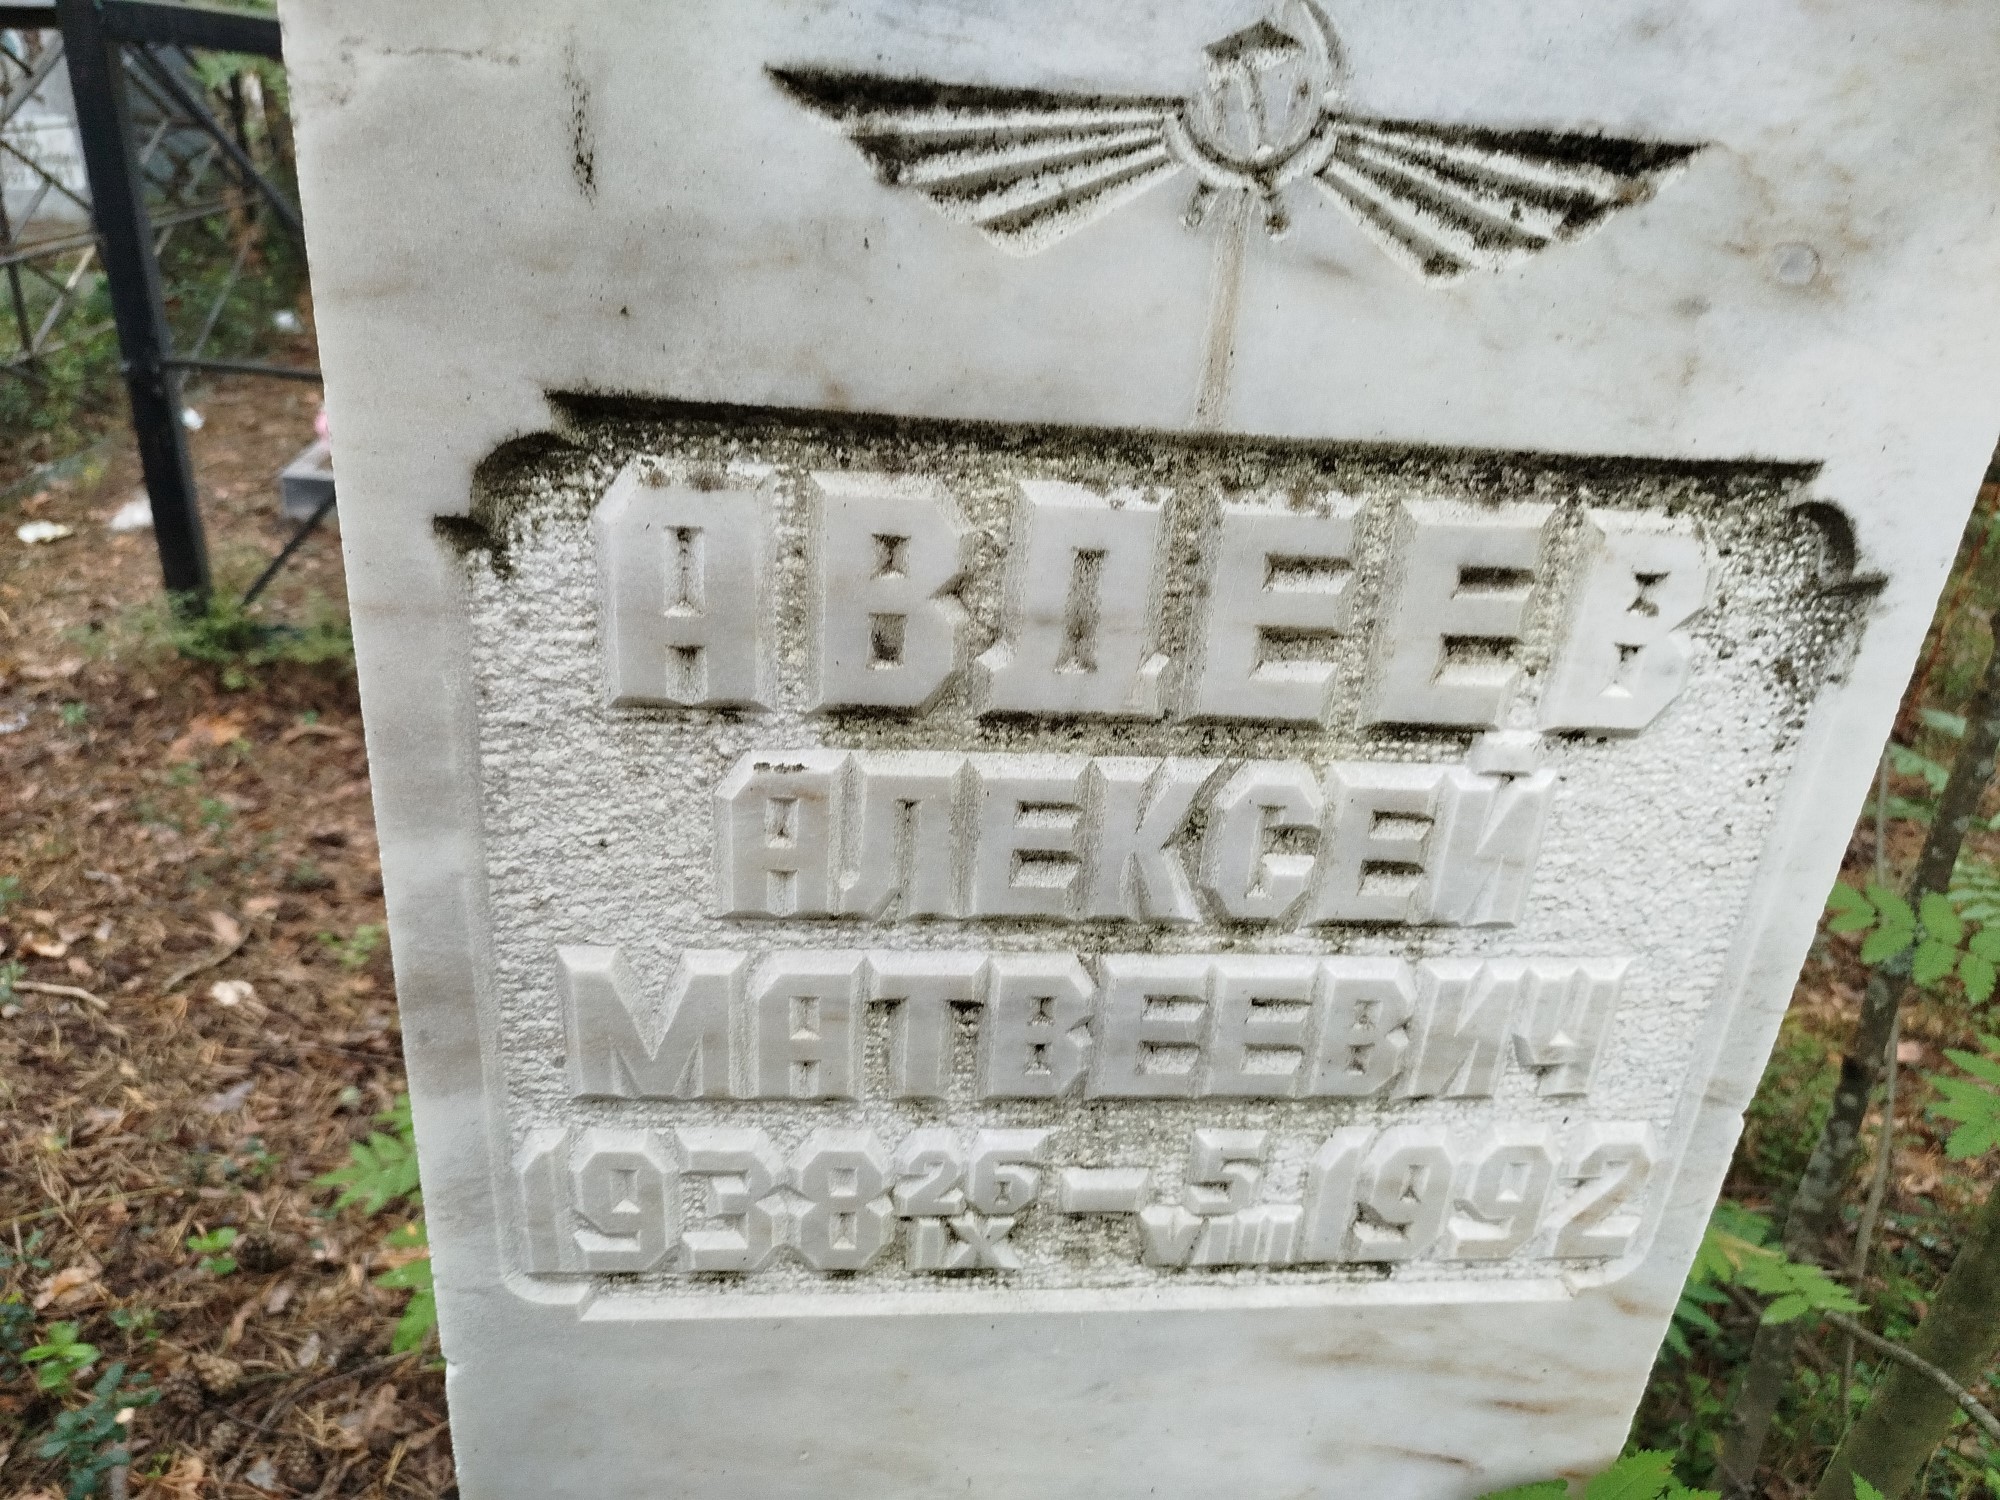 АВДЕЕВ
АЛЕКСЕЙ
МАТВЕЕВИЧ
1938 26 IX — 5 VIII 1992